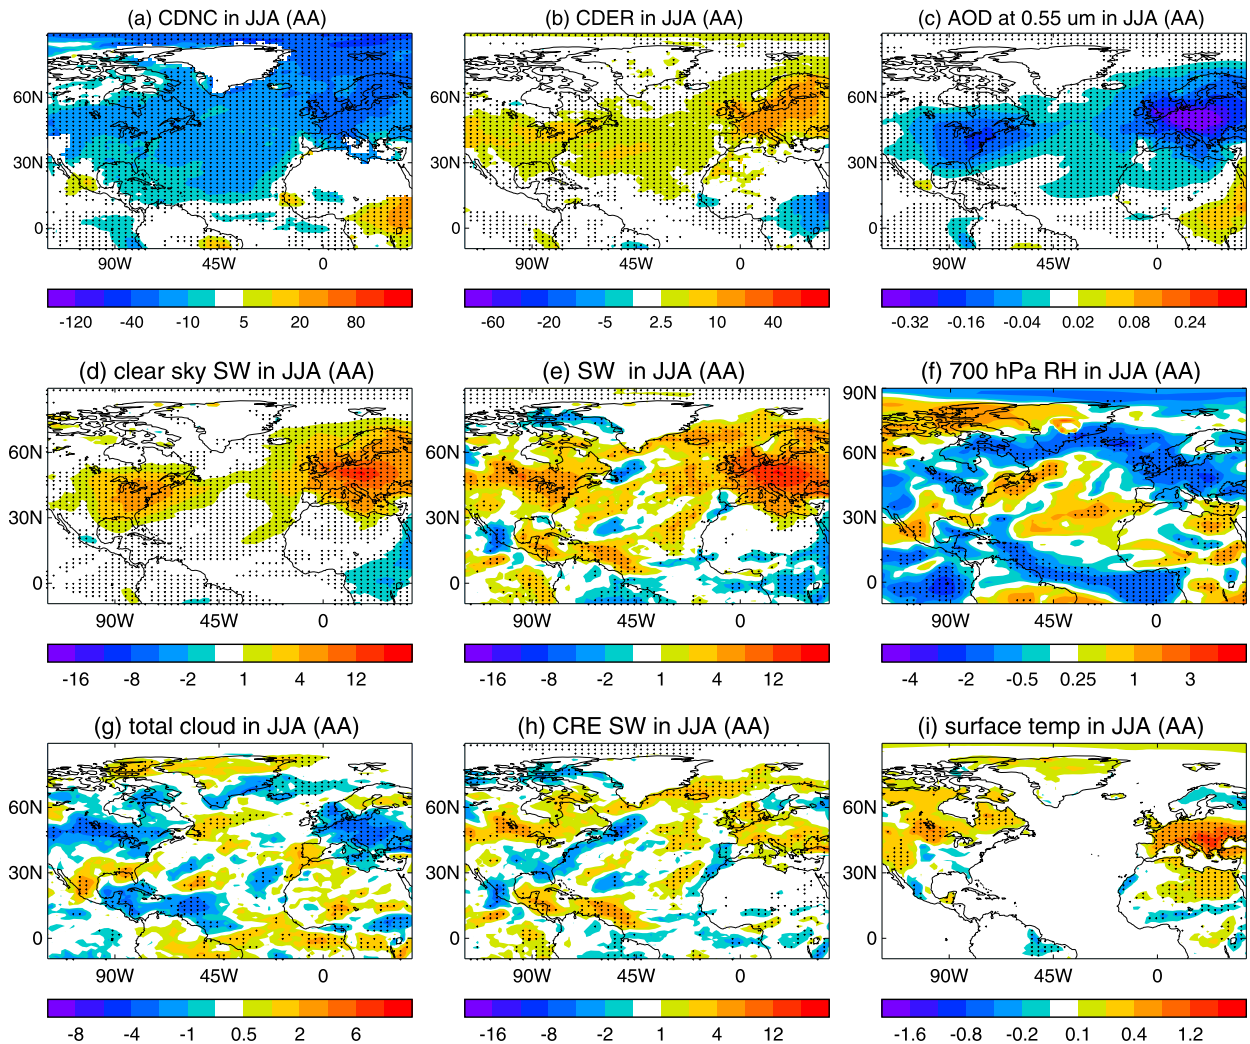 (a) CDNC in JJA (AA)
60N
30N
0
90W 45W 0
-120 -40 -10 5 20 80
(b) CDER in JJA (AA)
60N
30N
0
90W 45W 0
-60 -20 -5 2.5 10 40
(c) AOD at 0.55 um in JJA (AA)
60N
30N
0
90W 45W 0
-0.32 -0.16 -0.04 0.02 0.08 0.24
(d) clear sky SW in JJA (AA)
60N
30N
0
90W 45W 0
-16 -8 -2 1 4 12
(e) SW in JJA (AA)
60N
30N
0
90W 45W 0
-16 -8 -2 1 4 12
(f) 700 hPa RH in JJA (AA)
90N
60N
30N
0
90W 45W 0
-4 -2 -0.5 0.25 1 3
(g) total cloud in JJA (AA)
60N
30N
0
90W 45W 0
-8 -4 -1 0.5 2 6
(h) CRE SW in JJA (AA)
60N
30N
0
90W 45W 0
-16 -8 -2 1 4 12
(i) surface temp in JJA (AA)
60N
30N
0
90W 45W 0
-1.6 -0.8 -0.2 0.1 0.4 1.2